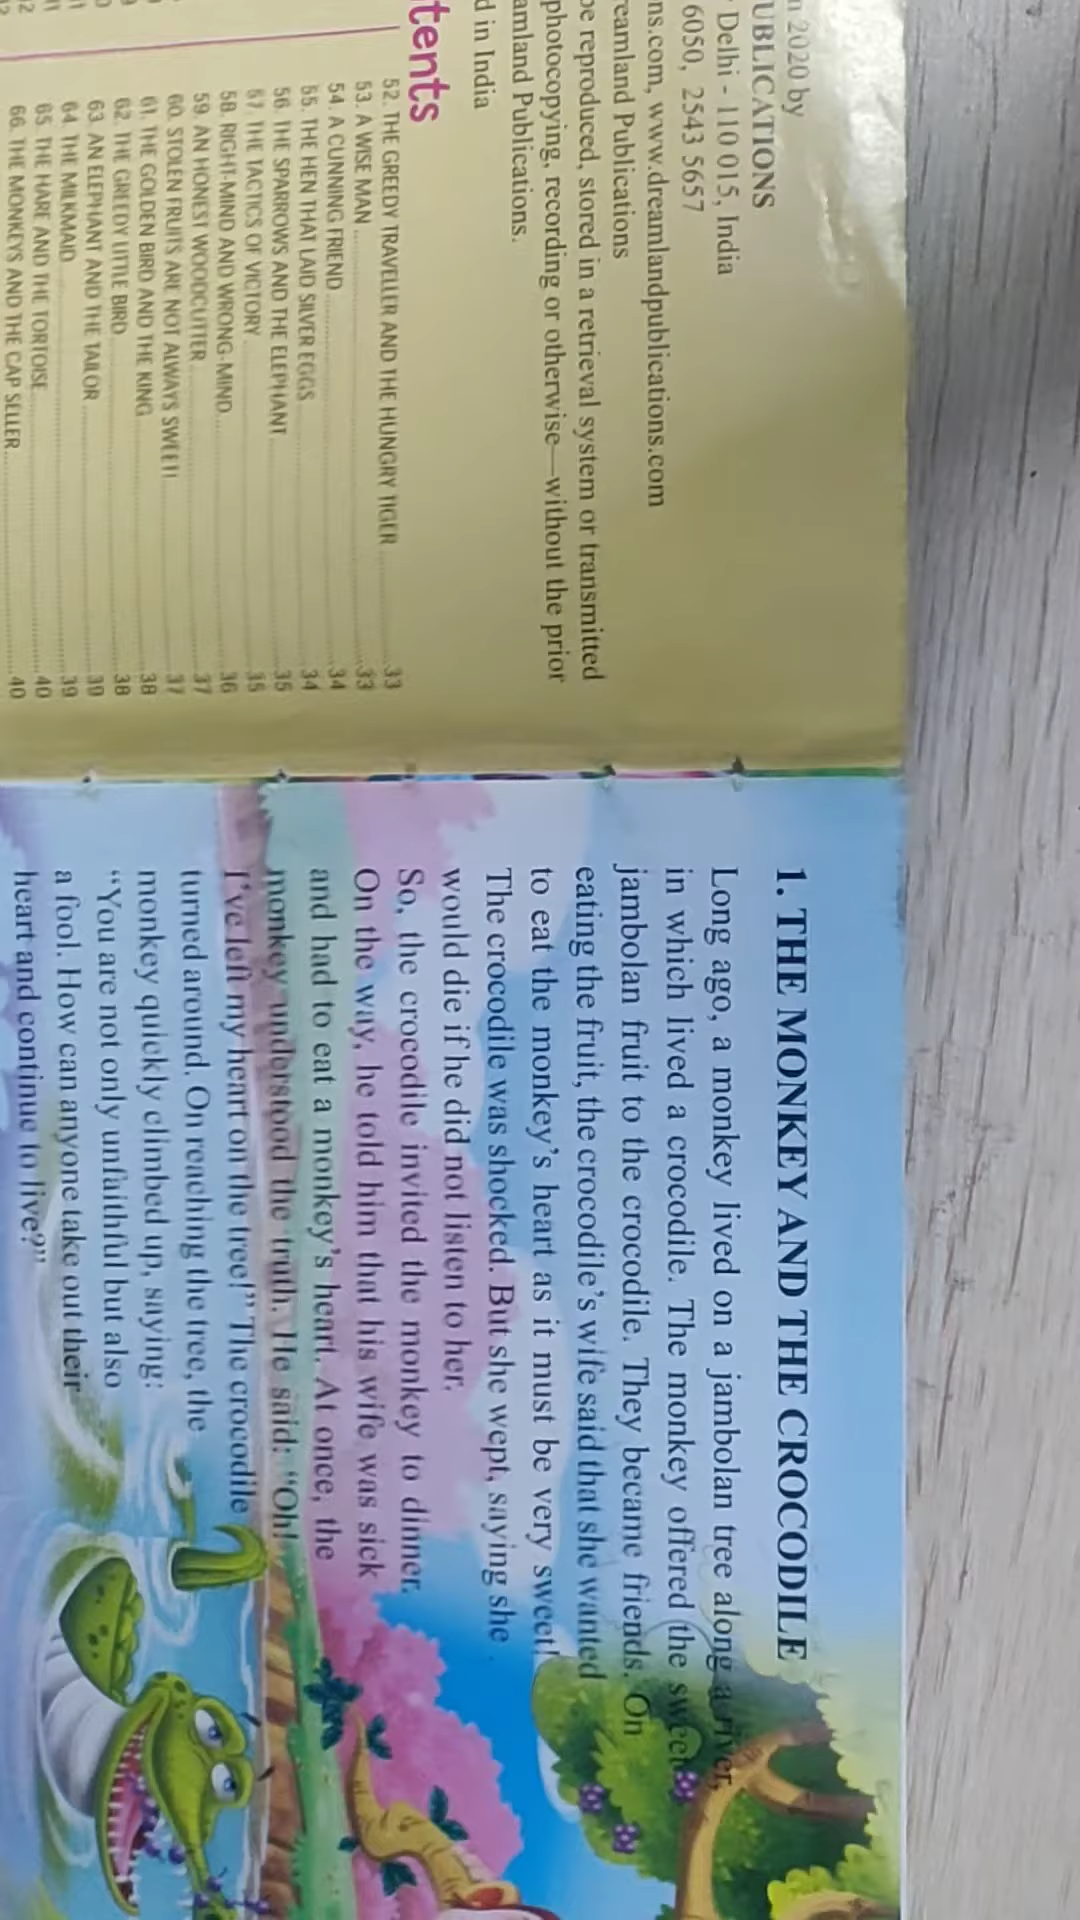 n 2020 by
UBLICATIONS
Delhi - 110 015, India
6050, 2543 5657
ns.com, www.dreamlandpublications.com
reamland Publications
be reproduced, stored in a retrieval system or transmitted
photocopying, recording or otherwise—without the prior
amland Publications.
d in India
tents
52. THE GREEDY TRAVELLER AND THE HUNGRY TIGER 33
53. A WISE MAN 33
54. A CUNNING FRIEND 34
55. THE HEN THAT LAID SILVER EGGS 34
56. THE SPARROWS AND THE ELEPHANT 35
57. THE TACTICS OF VICTORY 35
58. RIGHT-MIND AND WRONG-MIND 36
59. AN HONEST WOODCUTTER 37
60. STOLEN FRUITS ARE NOT ALWAYS SWEET! 37
61. THE GOLDEN BIRD AND THE KING 38
62. THE GREEDY LITTLE BIRD 38
63. AN ELEPHANT AND THE TAILOR 39
64. THE MILKMAID 39
65. THE HARE AND THE TORTOISE 40
66. THE MONKEYS AND THE CAP SELLER 40
1. THE MONKEY AND THE CROCODILE
Long ago, a monkey lived on a jambolan tree along a river,
in which lived a crocodile. The monkey offered the sweet
jambolan fruit to the crocodile. They became friends. On
eating the fruit, the crocodile's wife said that she wanted
to eat the monkey's heart as it must be very sweet!
The crocodile was shocked. But she wept, saying she
would die if he did not listen to her.
So, the crocodile invited the monkey to dinner.
On the way, he told him that his wife was sick
and had to eat a monkey's heart. At once, the
monkey understood the truth. He said: "Oh!
I've left my heart on the tree!" The crocodile
turned around. On reaching the tree, the
monkey quickly climbed up, saying:
"You are not only unfaithful but also
a fool. How can anyone take out their
heart and continue to live?"